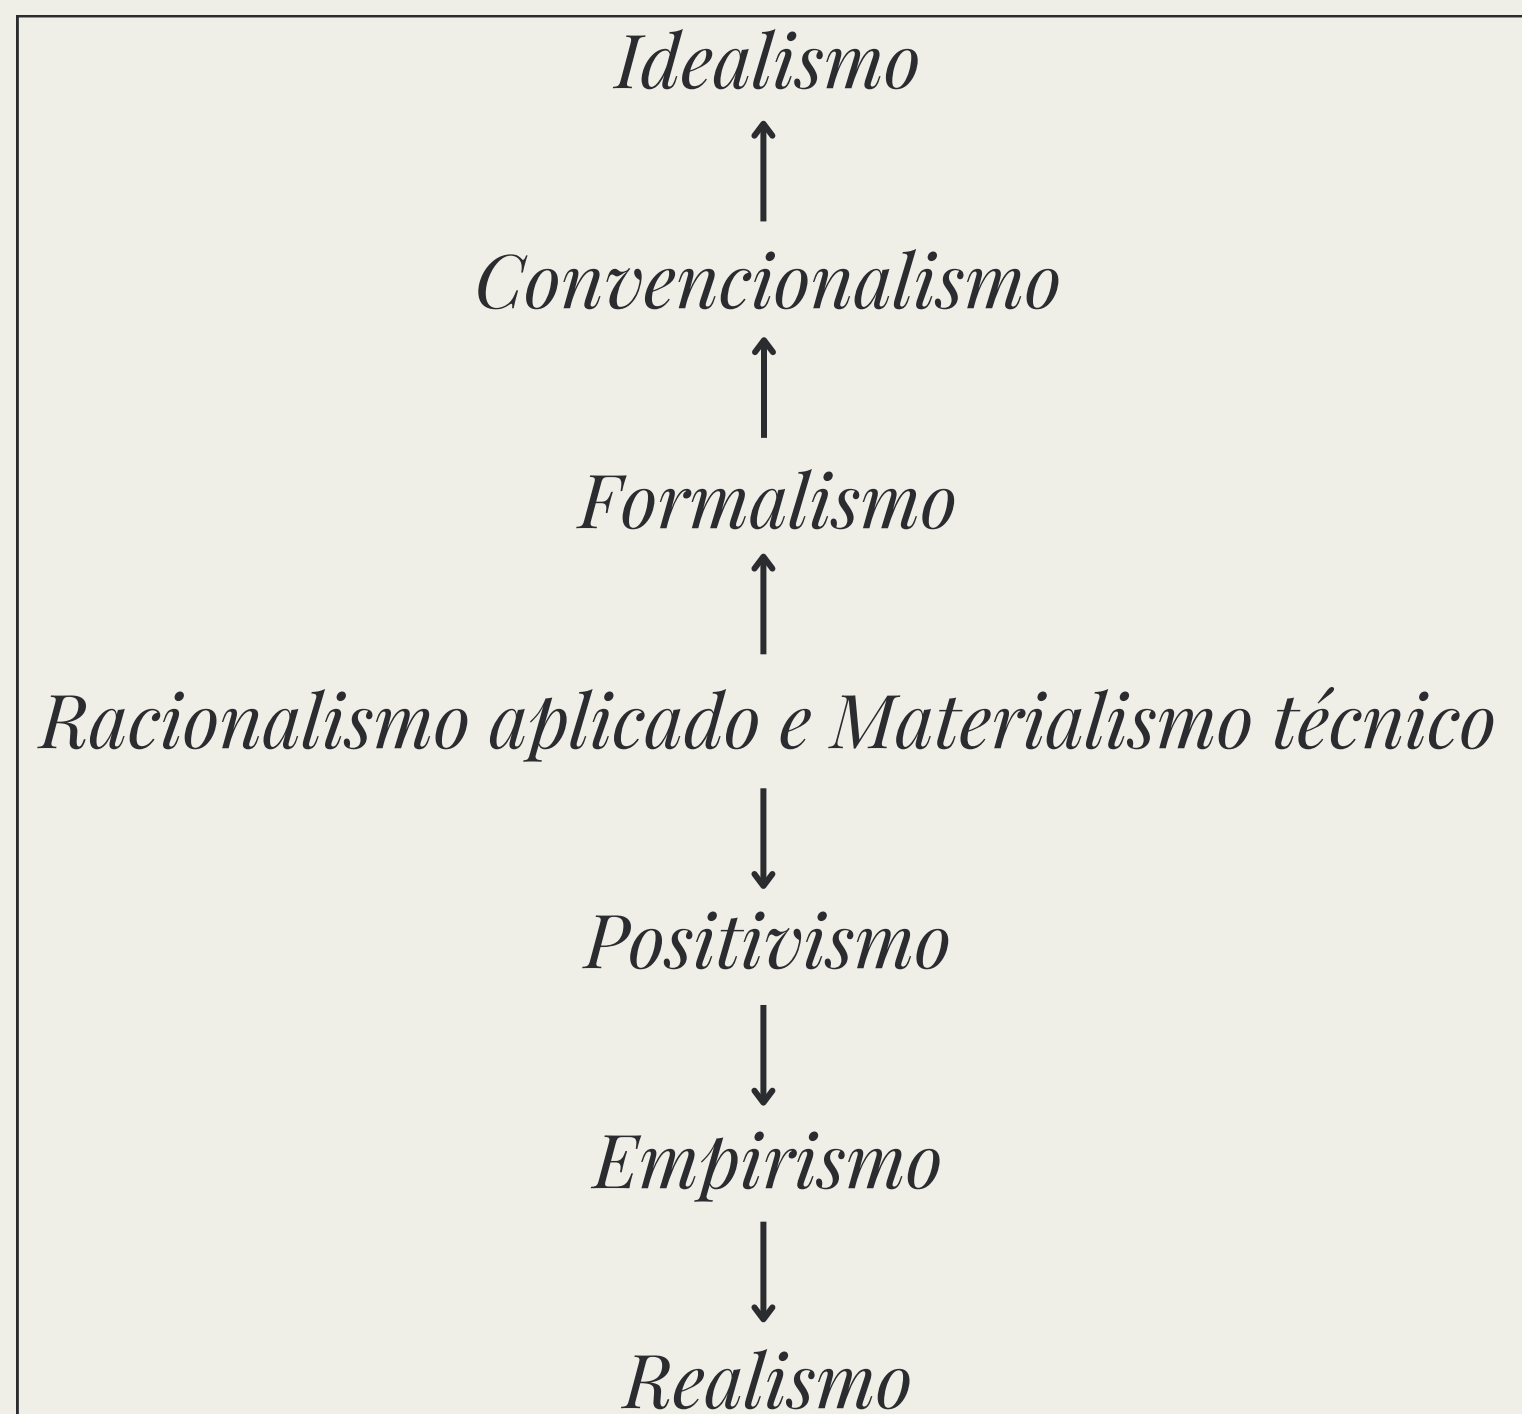 Idealismo
Convencionalismo
Formalismo
Racionalismo aplicado e Materialismo técnico
Positivismo
Empirismo
Realismo